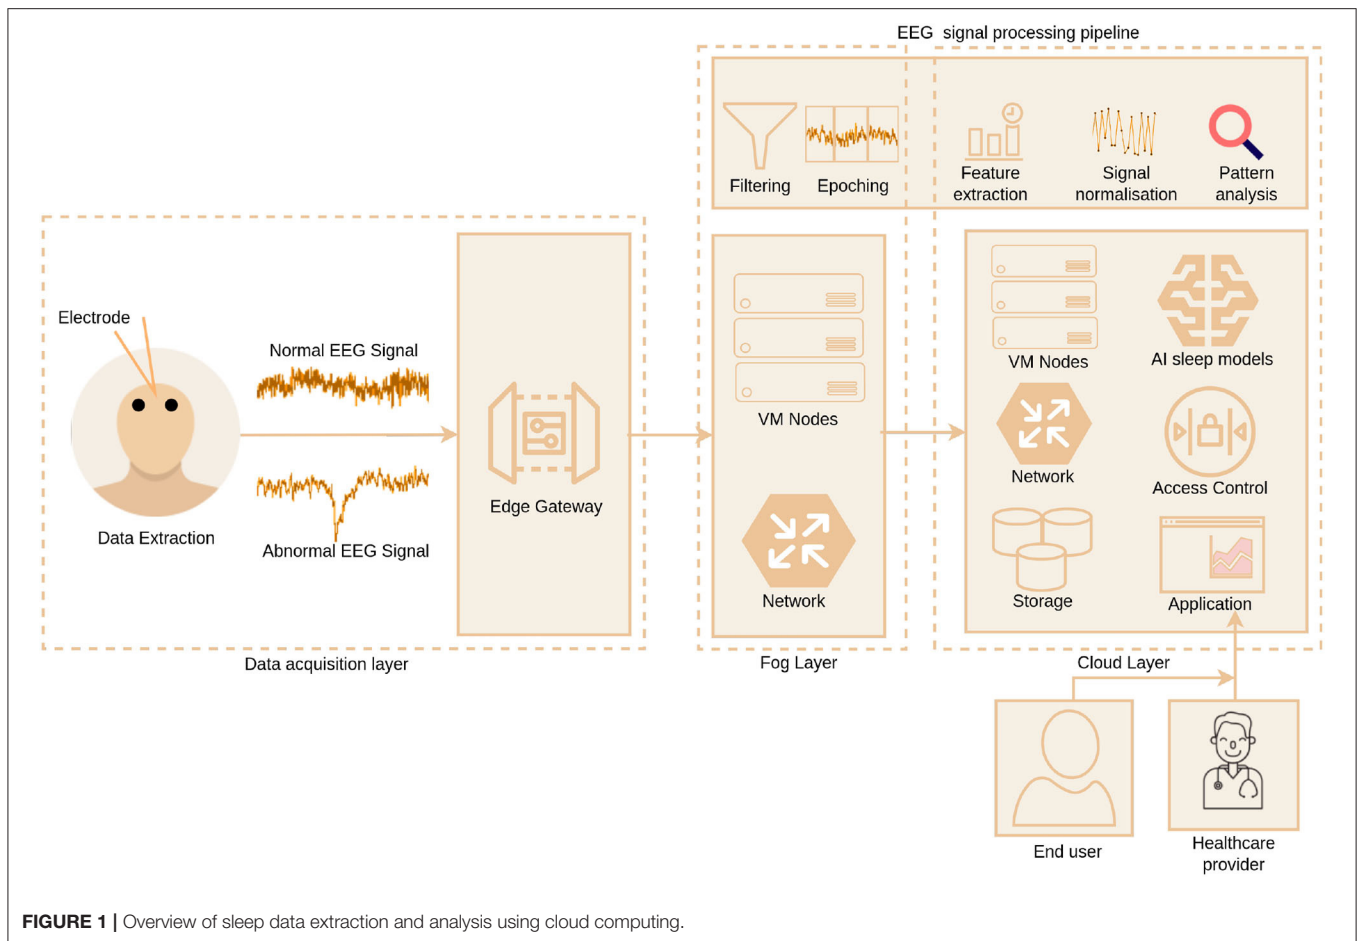 EEG signal processing pipeline
Filtering
Epoching
Feature
extraction
Signal
normalisation
Pattern
analysis
Electrode
Normal EEG Signal
Abnormal EEG Signal
Data Extraction
Edge Gateway
Data acquisition layer
VM Nodes
Network
Fog Layer
VM Nodes
AI sleep models
Network
Access Control
Storage
Application
Cloud Layer
End user
Healthcare
provider
FIGURE 1 | Overview of sleep data extraction and analysis using cloud computing.